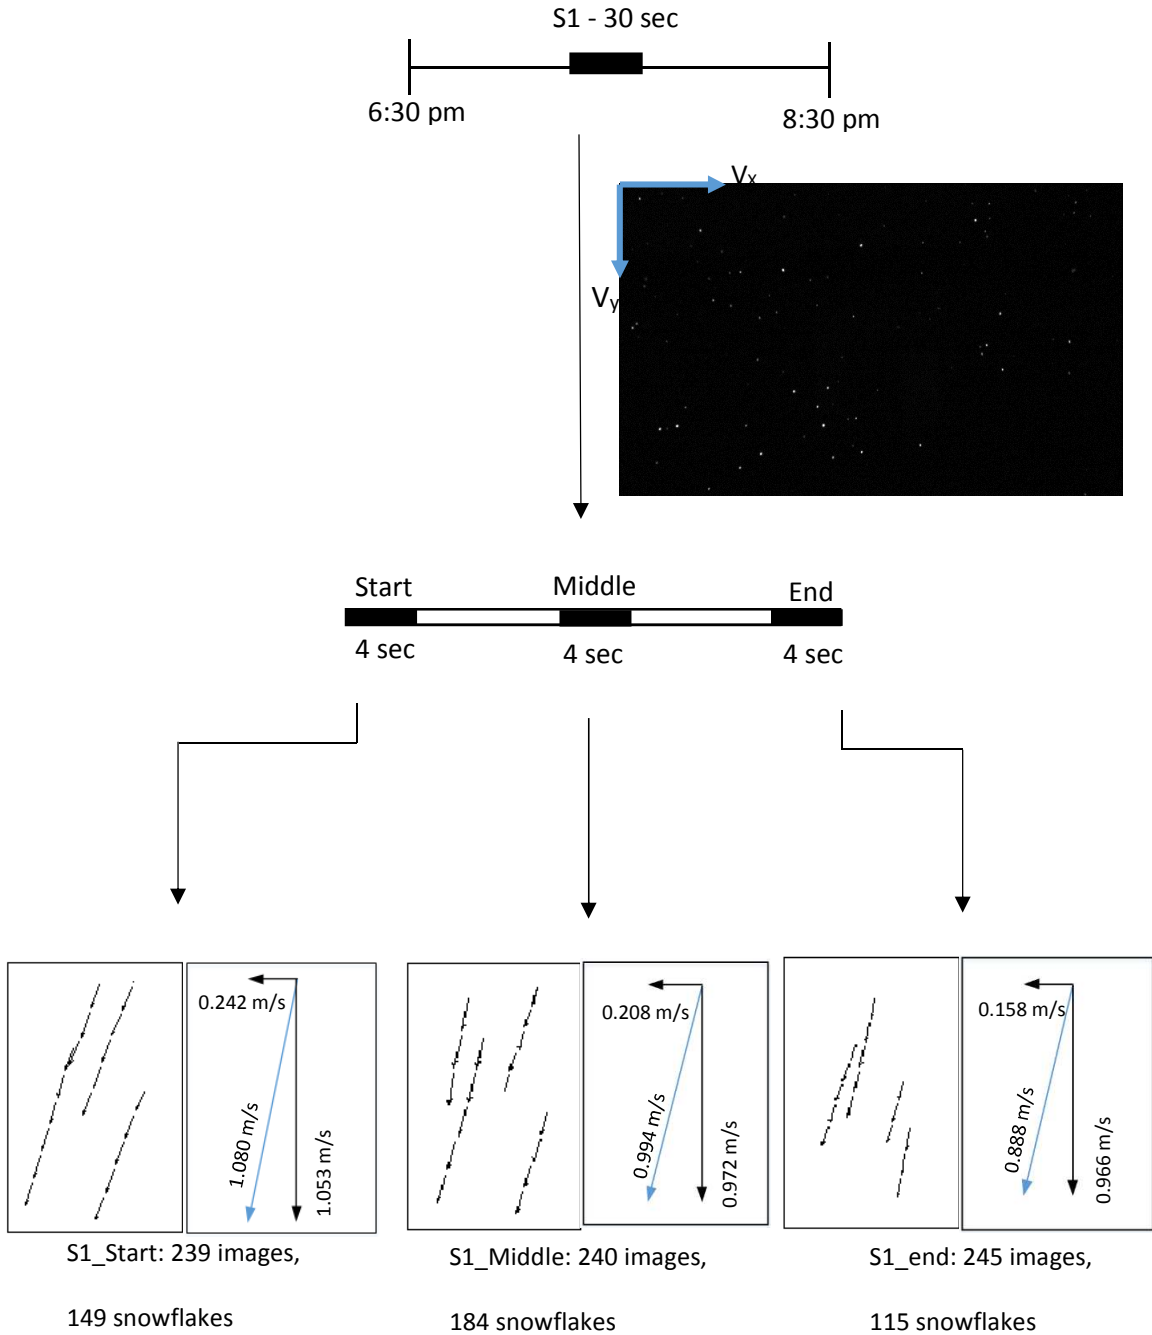 S1 - 30 sec
6:30 pm
8:30 pm
Vx
Vy
Start
Middle
End
4 sec
4 sec
4 sec
0.242 m/s
1.080 m/s
1.053 m/s
0.208 m/s
0.994 m/s
0.972 m/s
0.158 m/s
0.888 m/s
0.966 m/s
S1_Start: 239 images,
149 snowflakes
S1_Middle: 240 images,
184 snowflakes
S1_end: 245 images,
115 snowflakes